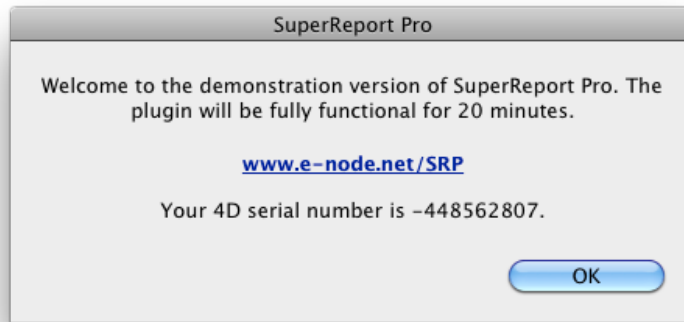 SuperReport Pro
Welcome to the demonstration version of SuperReport Pro. The
plugin will be fully functional for 20 minutes.
www.e-node.net/SRP
Your 4D serial number is -448562807.
OK